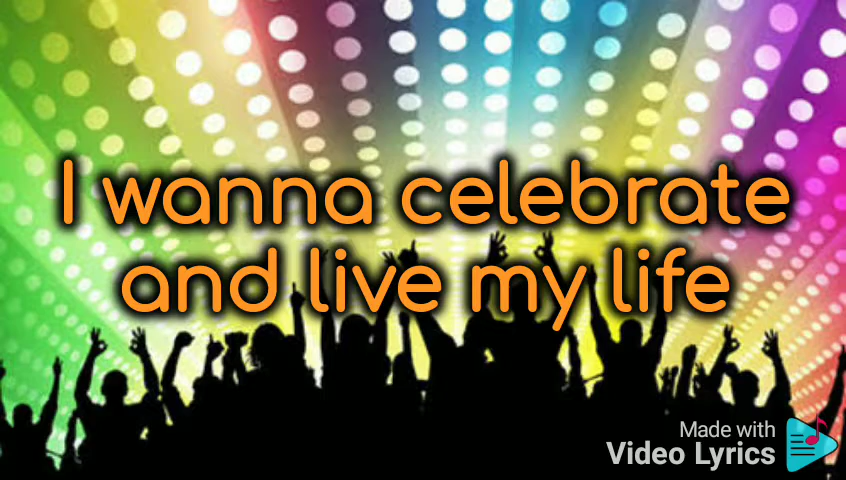 I wanna celebrate
and live my life
Made with
Video Lyrics